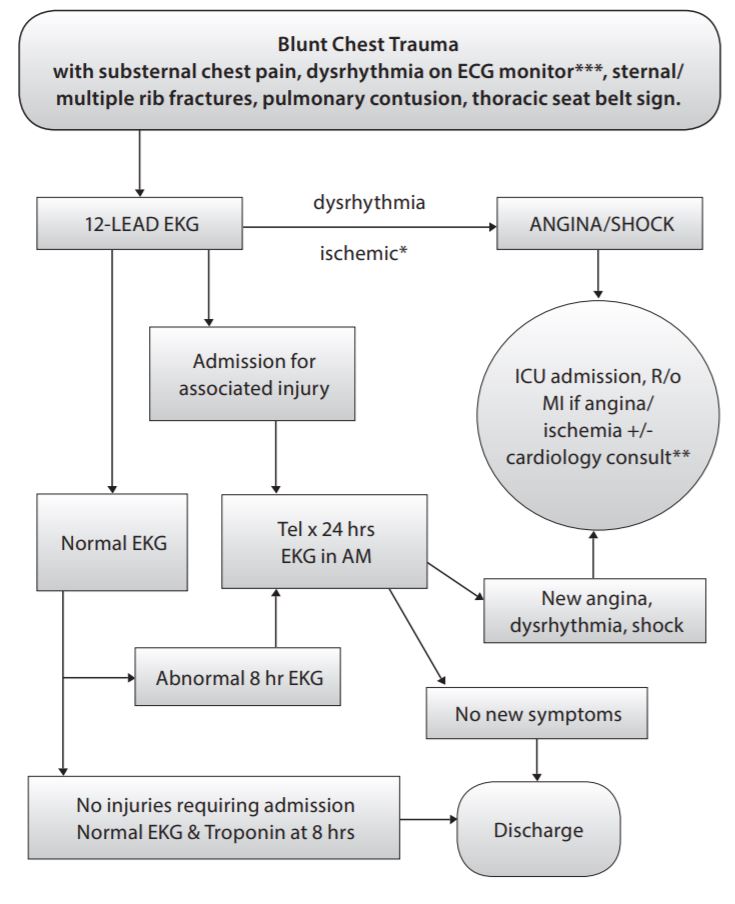 Blunt Chest Trauma
with substernal chest pain, dysrhythmia on ECG monitor***, sternal/
multiple rib fractures, pulmonary contusion, thoracic seat belt sign.
12-LEAD EKG
dysrhythmia
ischemic*
ANGINA/SHOCK
Admission for
associated injury
ICU admission, R/o
MI if angina/
ischemia +/-
cardiology consult**
Normal EKG
Tel x 24 hrs
EKG in AM
New angina,
dysrhythmia, shock
Abnormal 8 hr EKG
No new symptoms
No injuries requiring admission
Normal EKG & Troponin at 8 hrs
Discharge